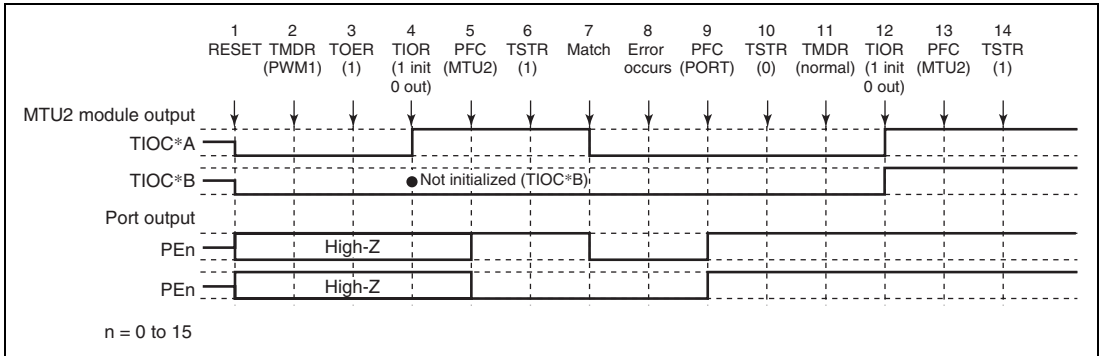 1 2 3 4 5 6 7 8 9 10 11 12 13 14
RESET TMDR TOER TIOR PFC TSTR Match Error PFC TSTR TMDR TIOR PFC TSTR
(PWM1) (1) (1 init (MTU2) (1) occurs (PORT) (0) (normal) (1 init (MTU2) (1)
0 out) 0 out)
MTU2 module output
TIOC*A
TIOC*B ● Not initialized (TIOC*B)
Port output
PEn High-Z
PEn High-Z
n = 0 to 15